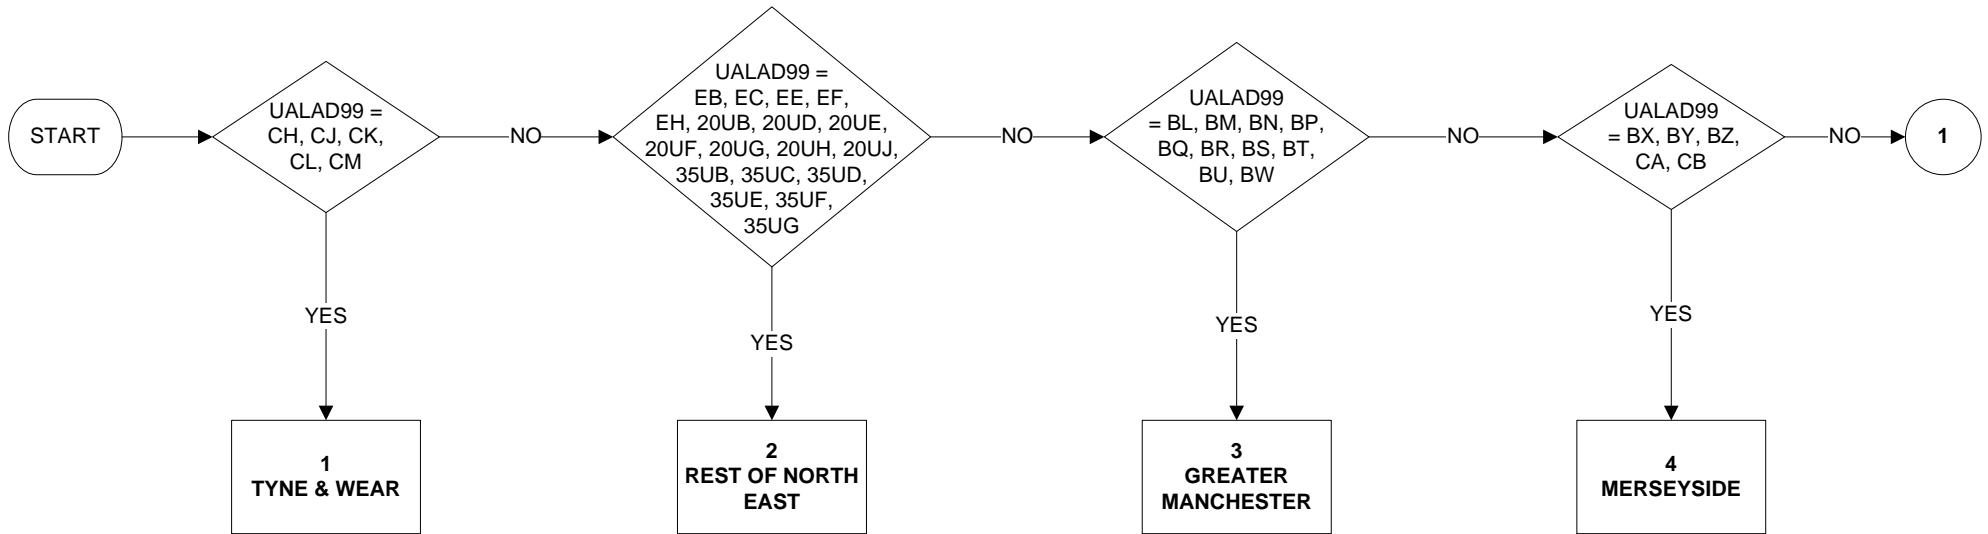 START
UALAD99 =
CH, CJ, CK,
CL, CM
NO
UALAD99 =
EB, EC, EE, EF,
EH, 20UB, 20UD, 20UE,
20UF, 20UG, 20UH, 20UJ,
35UB, 35UC, 35UD,
35UE, 35UF,
35UG
NO
UALAD99
= BL, BM, BN, BP,
BQ, BR, BS, BT,
BU, BW
NO
UALAD99
= BX, BY, BZ,
CA, CB
NO
1
YES
YES
YES
YES
1
TYNE & WEAR
2
REST OF NORTH
EAST
3
GREATER
MANCHESTER
4
MERSEYSIDE